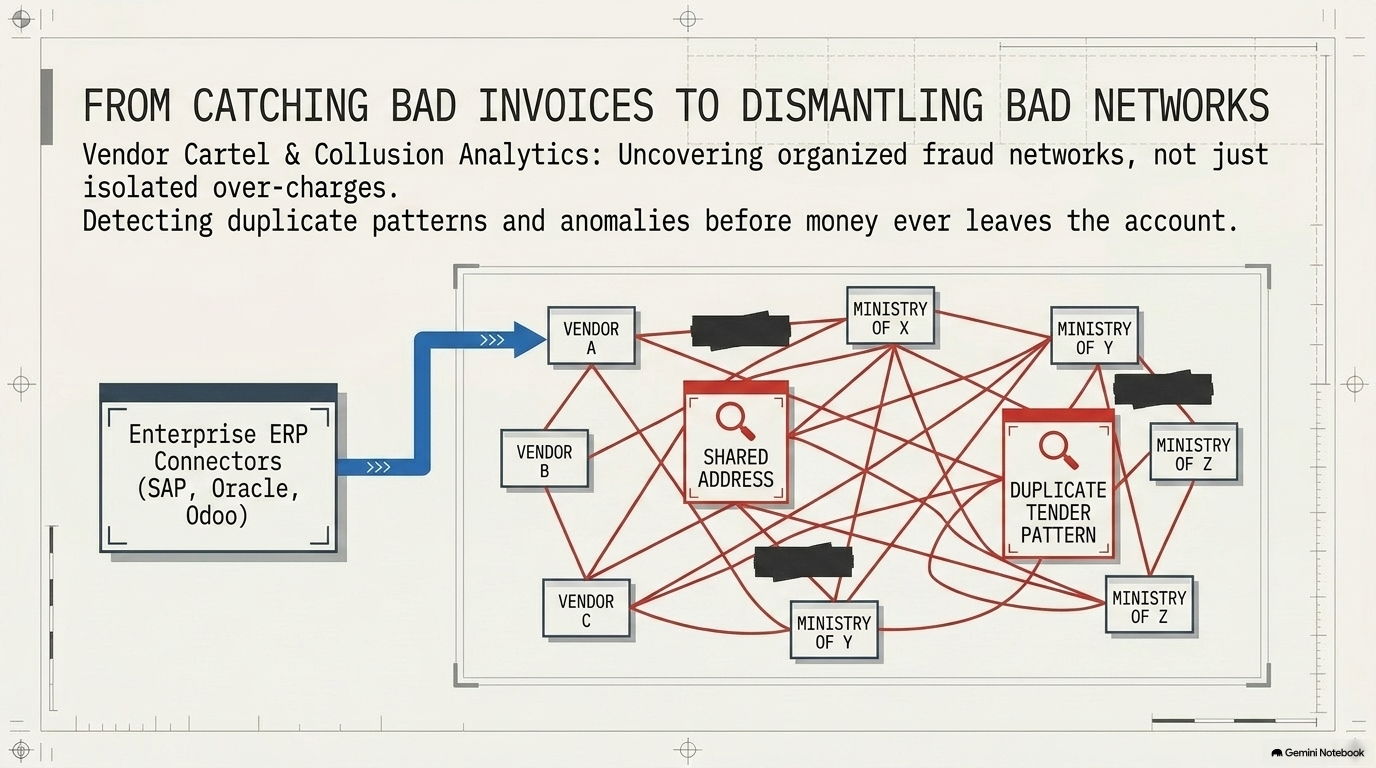 FROM CATCHING BAD INVOICES TO DISMANTLING BAD NETWORKS
Vendor Cartel & Collusion Analytics: Uncovering organized fraud networks, not just
isolated over-charges.
Detecting duplicate patterns and anomalies before money ever leaves the account.
Enterprise ERP
Connectors
(SAP, Oracle,
Odoo)
VENDOR
A
MINISTRY
OF X
MINISTRY
OF Y
VENDOR
B
SHARED
ADDRESS
DUPLICATE
TENDER
PATTERN
MINISTRY
OF Z
VENDOR
C
MINISTRY
OF Y
MINISTRY
OF Z
Gemini Notebook